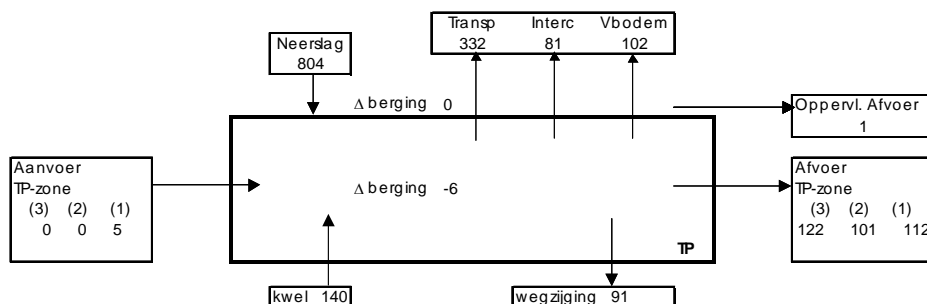 Transp Interc Vbodem
332 81 102
Neerslag
804
Δ berging 0
Oppervl. Afvoer
1
Aanvoer
TP-zone
(3) (2) (1)
0 0 5
Δ berging -6
Afvoer
TP-zone
(3) (2) (1)
122 101 112
TP
kwel 140
wegzijging 91